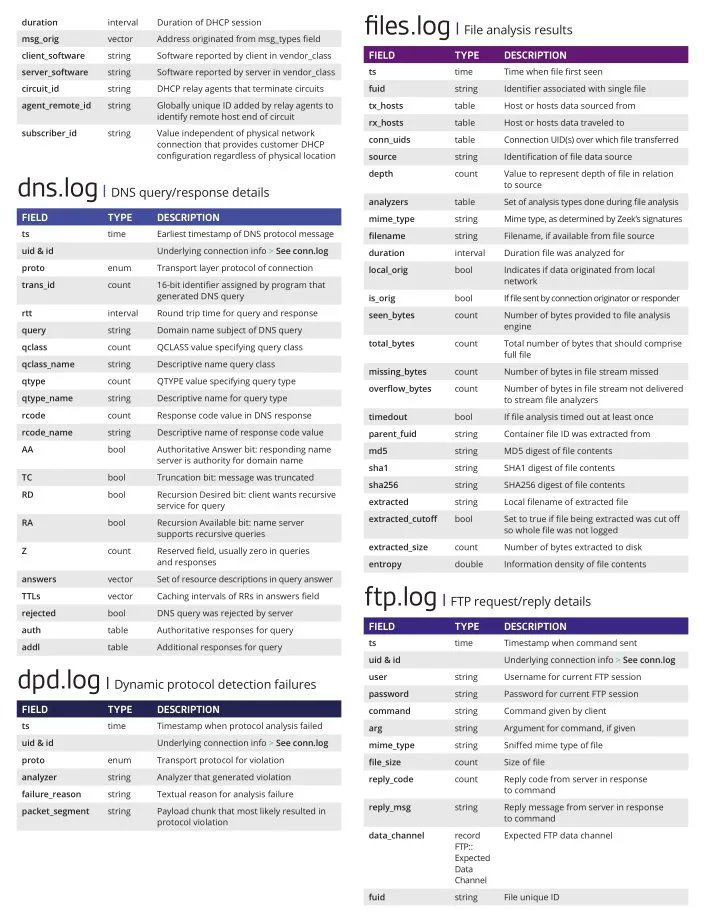 duration interval Duration of DHCP session
msg_orig vector Address originated from msg_types field
client_software string Software reported by client in vendor_class
server_software string Software reported by server in vendor_class
circuit_id string DHCP relay agents that terminate circuits
agent_remote_id string Globally unique ID added by relay agents to
identify remote host end of circuit
subscriber_id string Value independent of physical network
connection that provides customer DHCP
configuration regardless of physical location
dns.log | DNS query/response details
FIELD TYPE DESCRIPTION
ts time Earliest timestamp of DNS protocol message
uid & id Underlying connection info > See conn.log
proto enum Transport layer protocol of connection
trans_id count 16-bit identifier assigned by program that
generated DNS query
rtt interval Round trip time for query and response
query string Domain name subject of DNS query
qclass count QCLASS value specifying query class
qclass_name string Descriptive name query class
qtype count QTYPE value specifying query type
qtype_name string Descriptive name for query type
rcode count Response code value in DNS response
rcode_name string Descriptive name of response code value
AA bool Authoritative Answer bit: responding name
server is authority for domain name
TC bool Truncation bit: message was truncated
RD bool Recursion Desired bit: client wants recursive
service for query
RA bool Recursion Available bit: name server
supports recursive queries
Z count Reserved field, usually zero in queries
and responses
answers vector Set of resource descriptions in query answer
TTLs vector Caching intervals of RRs in answers field
rejected bool DNS query was rejected by server
auth table Authoritative responses for query
addl table Additional responses for query
dpd.log | Dynamic protocol detection failures
FIELD TYPE DESCRIPTION
ts time Timestamp when protocol analysis failed
uid & id Underlying connection info > See conn.log
proto enum Transport protocol for violation
analyzer string Analyzer that generated violation
failure_reason string Textual reason for analysis failure
packet_segment string Payload chunk that most likely resulted in
protocol violation
files.log | File analysis results
FIELD TYPE DESCRIPTION
ts time Time when file first seen
fuid string Identifier associated with single file
tx_hosts table Host or hosts data sourced from
rx_hosts table Host or hosts data traveled to
conn_uids table Connection UID(s) over which file transferred
source string Identification of file data source
depth count Value to represent depth of file in relation
to source
analyzers table Set of analysis types done during file analysis
mime_type string Mime type, as determined by Zeek's signatures
filename string Filename, if available from file source
duration interval Duration file was analyzed for
local_orig bool Indicates if data originated from local
network
is_orig bool If file sent by connection originator or responder
seen_bytes count Number of bytes provided to file analysis
engine
total_bytes count Total number of bytes that should comprise
full file
missing_bytes count Number of bytes in file stream missed
overflow_bytes count Number of bytes in file stream not delivered
to stream file analyzers
timedout bool If file analysis timed out at least once
parent_fuid string Container file ID was extracted from
md5 string MD5 digest of file contents
sha1 string SHA1 digest of file contents
sha256 string SHA256 digest of file contents
extracted string Local filename of extracted file
extracted_cutoff bool Set to true if file being extracted was cut off
so whole file was not logged
extracted_size count Number of bytes extracted to disk
entropy double Information density of file contents
ftp.log | FTP request/reply details
FIELD TYPE DESCRIPTION
ts time Timestamp when command sent
uid & id Underlying connection info > See conn.log
user string Username for current FTP session
password string Password for current FTP session
command string Command given by client
arg string Argument for command, if given
mime_type string Sniffed mime type of file
file_size count Size of file
reply_code count Reply code from server in response
to command
reply_msg string Reply message from server in response
to command
data_channel record Expected FTP data channel
FTP::
Expected
Data
Channel
fuid string File unique ID